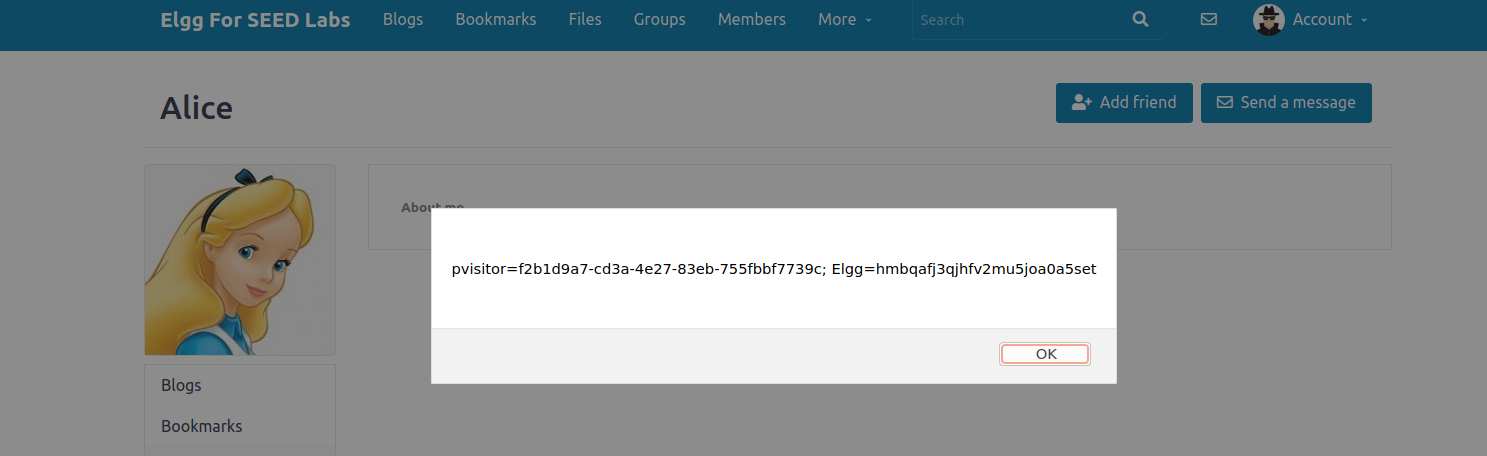 Elgg For SEED Labs Blogs Bookmarks Files Groups Members More Search Account
Alice
Add friend Send a message
About me
pvisitor=f2b1d9a7-cd3a-4e27-83eb-755fbbf7739c; Elgg=hmbqafj3qjhfv2mu5joa0a5set
OK
Blogs
Bookmarks